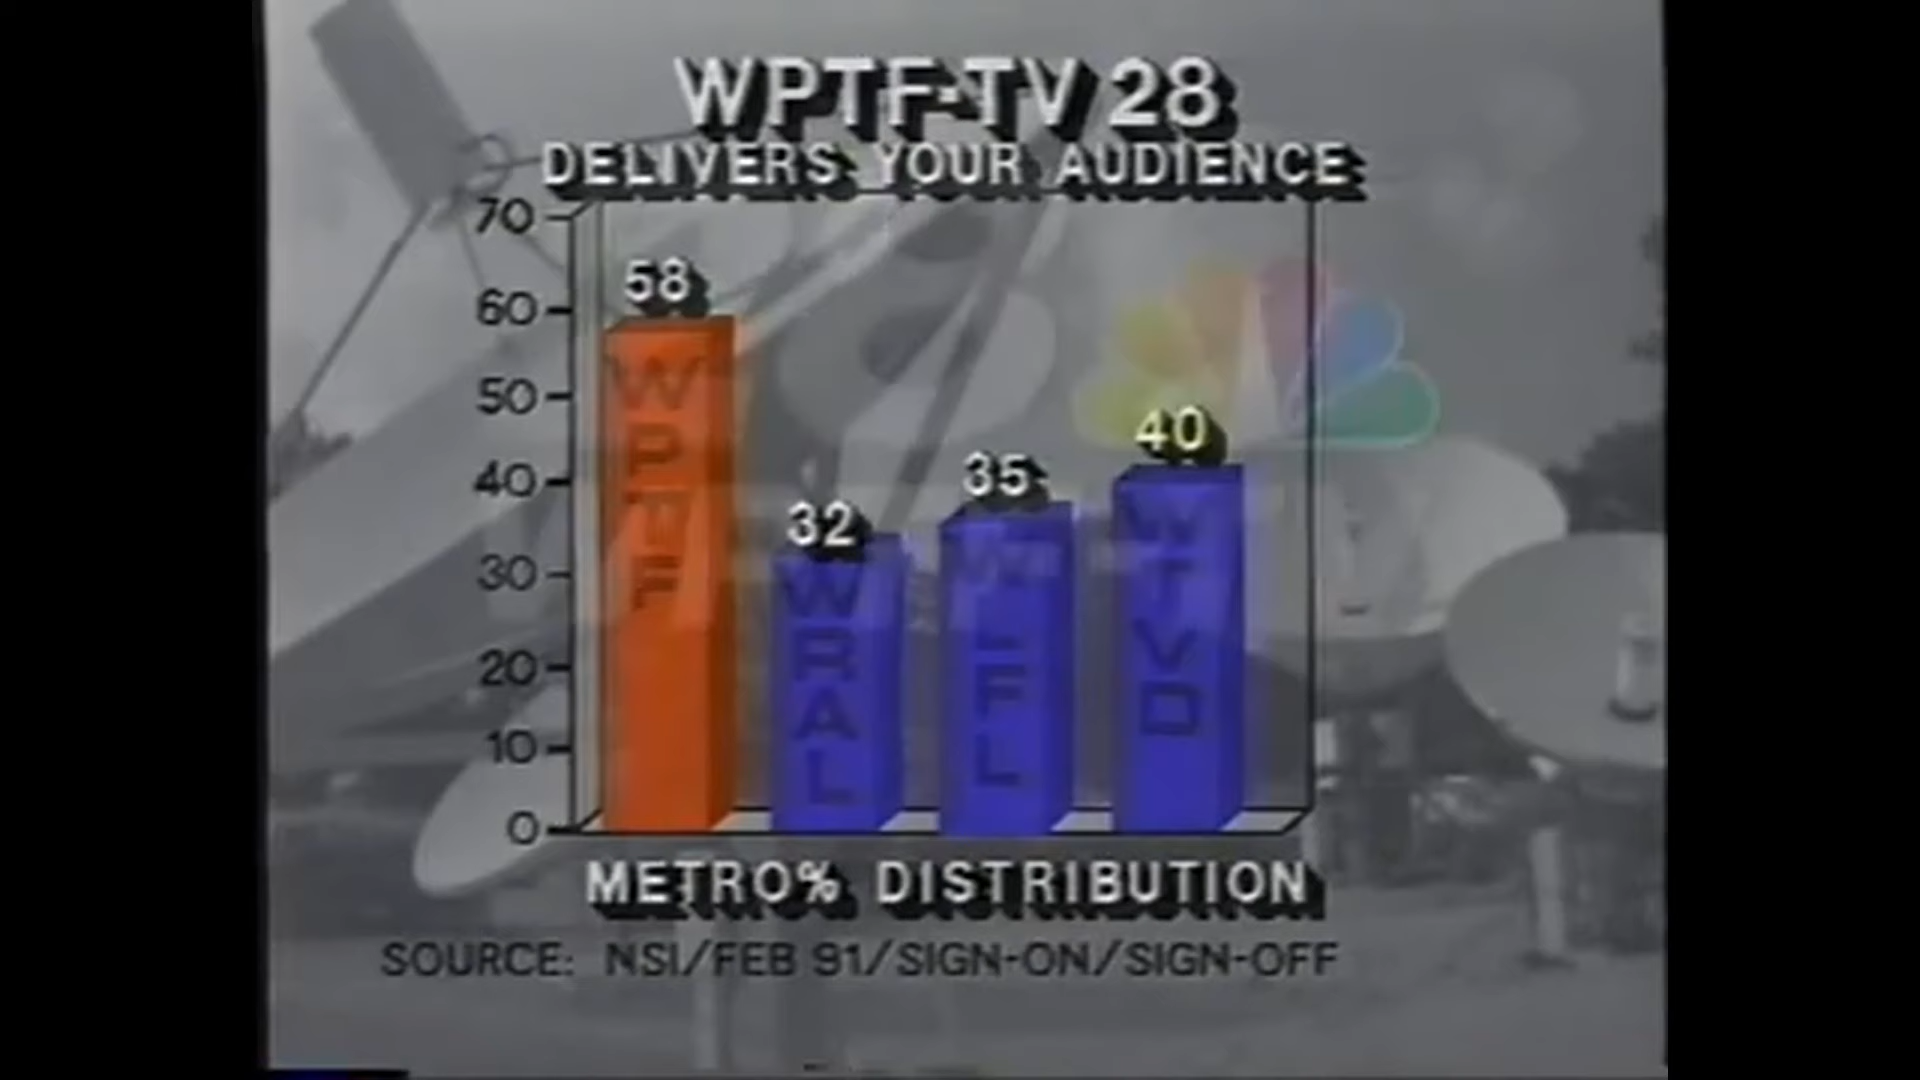 WPTF-TV 28
DELIVERS YOUR AUDIENCE
70
60
50
40
30
20
10
0
58
WPTF
32
WRAL
35
WLFL
40
WTVD
METRO% DISTRIBUTION
SOURCE: NSI/FEB 91/SIGN-ON/SIGN-OFF